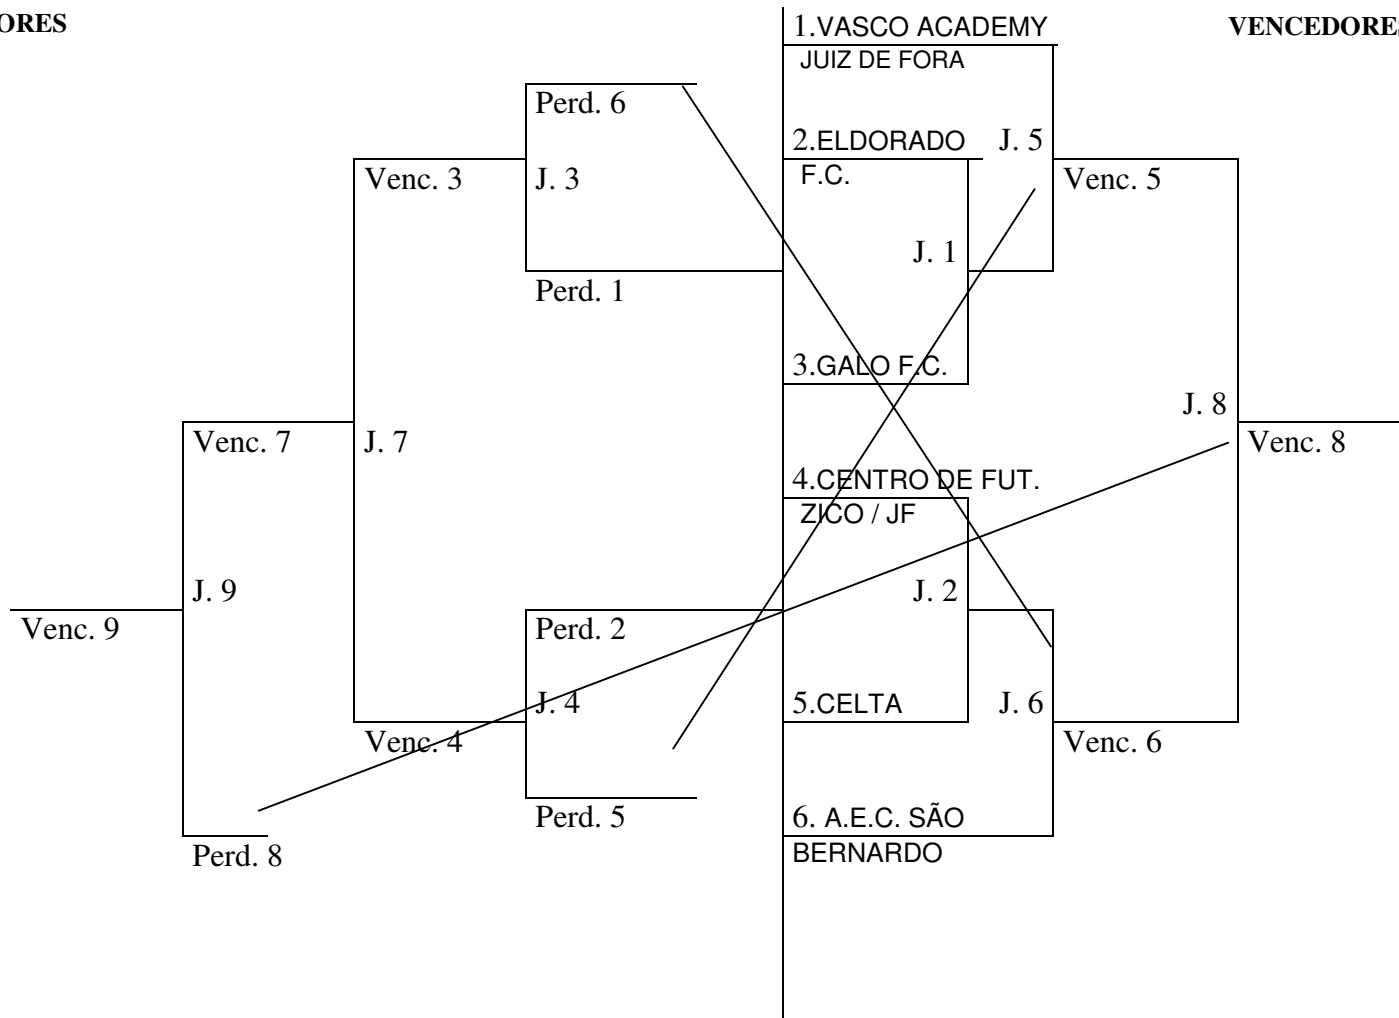 ORES
VENCEDORES
1.VASCO ACADEMY
JUIZ DE FORA
Perd. 6
2.ELDORADO
J. 5
F.C.
Venc. 3
J. 3
Venc. 5
J. 1
Perd. 1
3.GALO F.C.
J. 8
Venc. 7
J. 7
Venc. 8
4.CENTRO DE FUT.
ZICO / JF
J. 9
J. 2
Venc. 9
Perd. 2
J. 4
5.CELTA
J. 6
Venc. 4
Venc. 6
Perd. 5
6. A.E.C. SÃO
BERNARDO
Perd. 8